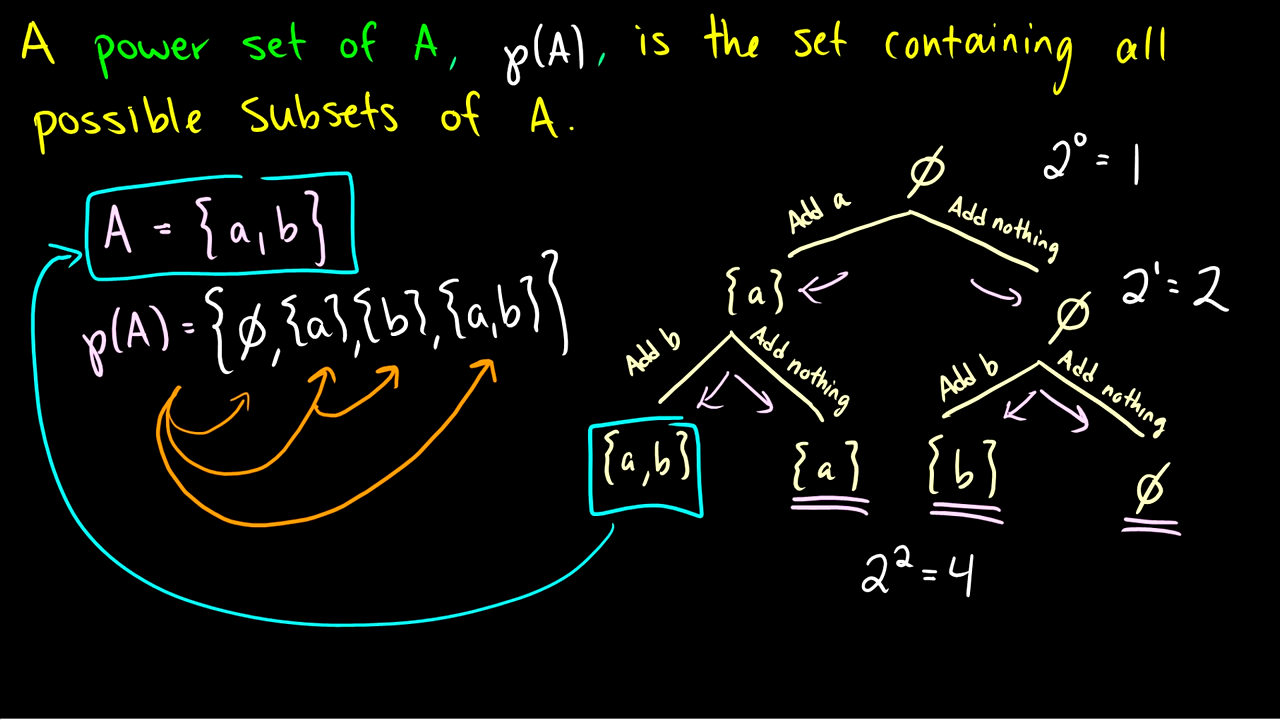 A power set of A, p(A), is the set containing all
possible subsets of A.
A = {a,b}
p(A) = {∅,{a},{b},{a,b}}
∅
2⁰ = 1
Add a
Add nothing
{a}
∅
2¹ = 2
Add b
Add nothing
Add b
Add nothing
{a,b}
{a}
{b}
∅
2² = 4